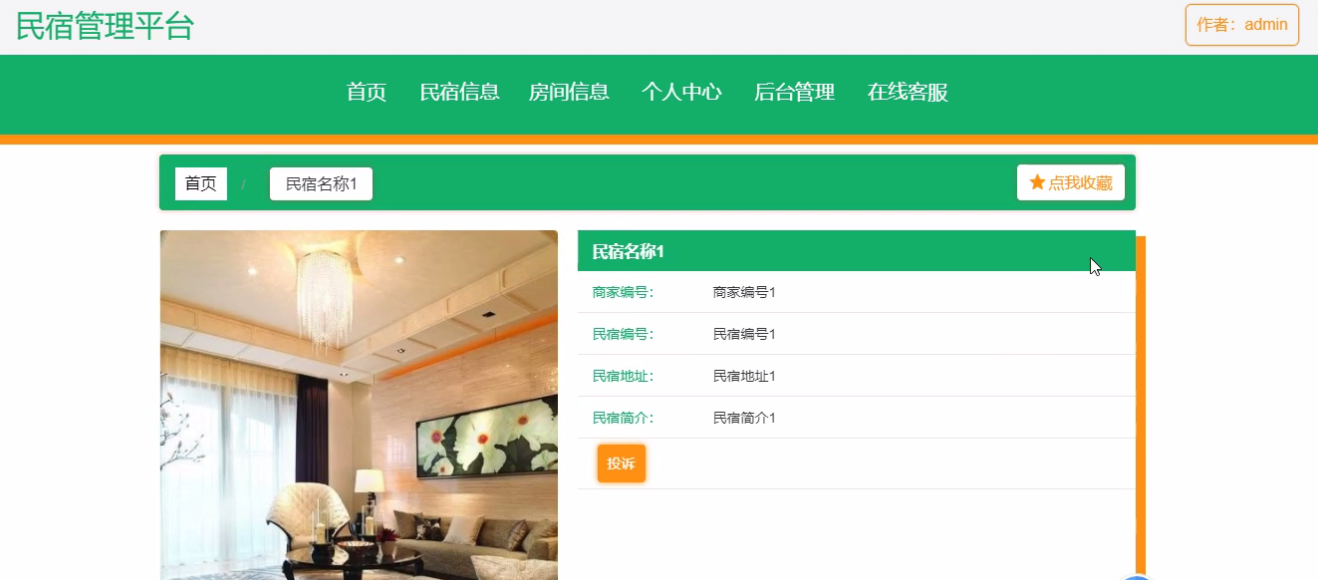 民宿管理平台
作者：admin
首页 民宿信息 房间信息 个人中心 后台管理 在线客服
首页 / 民宿名称1 点我收藏
民宿名称1
商家编号： 商家编号1
民宿编号： 民宿编号1
民宿地址： 民宿地址1
民宿简介： 民宿简介1
投诉